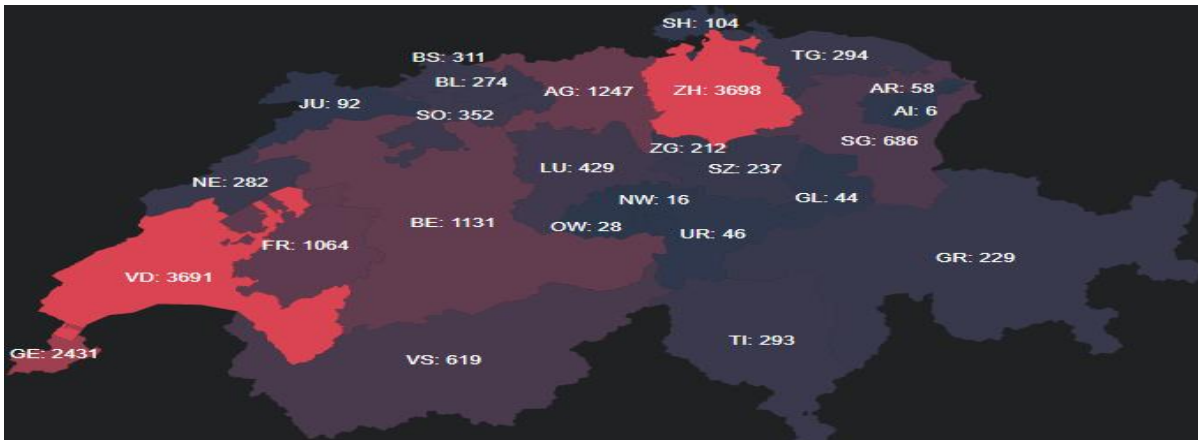 SH: 104
BS: 311
TG: 294
BL: 274
AG: 1247
ZH: 3698
AR: 58
JU: 92
AI: 6
SO: 352
SG: 686
ZG: 212
LU: 429
SZ: 237
NE: 282
NW: 16
GL: 44
BE: 1131
OW: 28
UR: 46
FR: 1064
GR: 229
VD: 3691
TI: 293
GE: 2431
VS: 619